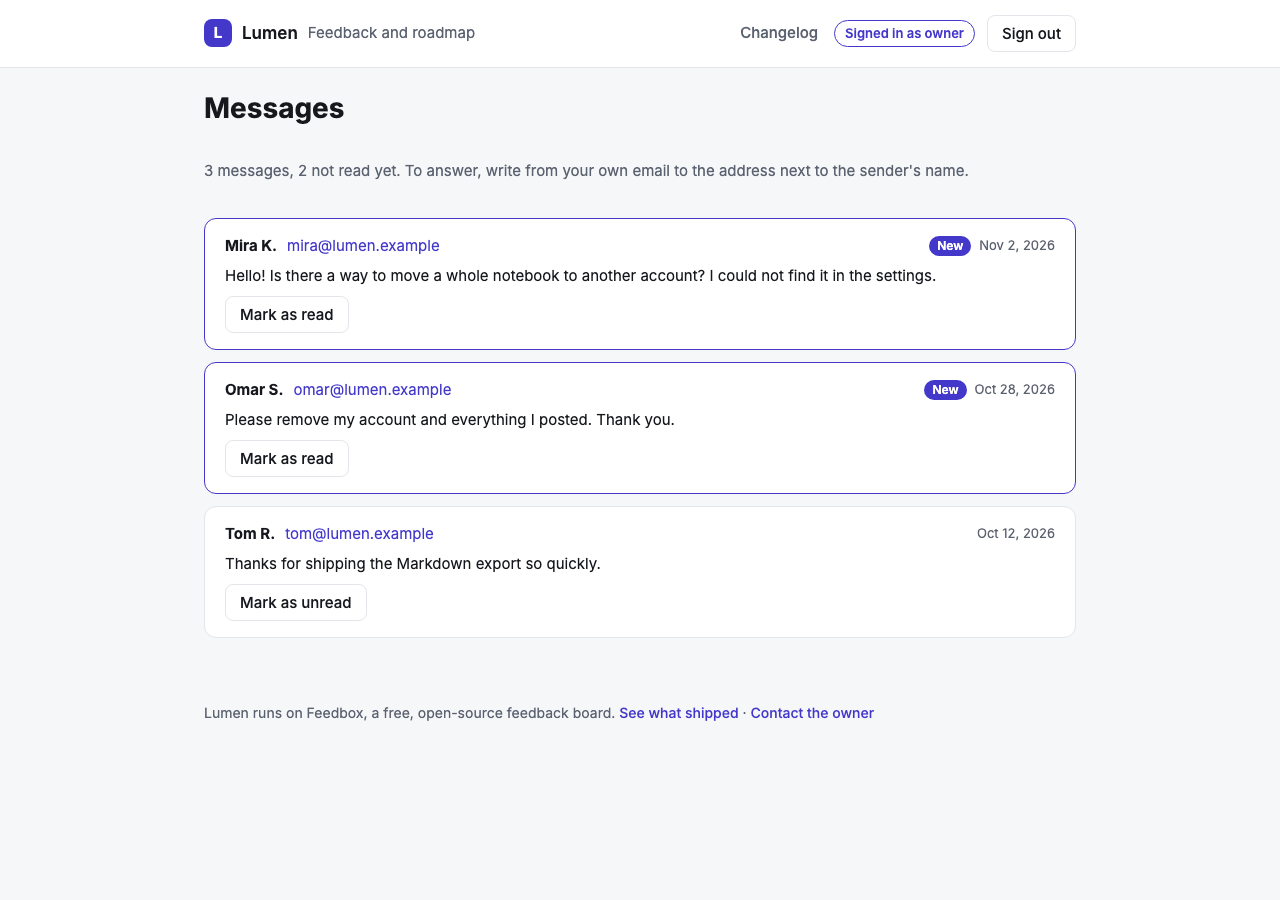 L Lumen Feedback and roadmap Changelog Signed in as owner Sign out
Messages
3 messages, 2 not read yet. To answer, write from your own email to the address next to the sender's name.
Mira K. mira@lumen.example New Nov 2, 2026
Hello! Is there a way to move a whole notebook to another account? I could not find it in the settings.
Mark as read
Omar S. omar@lumen.example New Oct 28, 2026
Please remove my account and everything I posted. Thank you.
Mark as read
Tom R. tom@lumen.example Oct 12, 2026
Thanks for shipping the Markdown export so quickly.
Mark as unread
Lumen runs on Feedbox, a free, open-source feedback board. See what shipped · Contact the owner